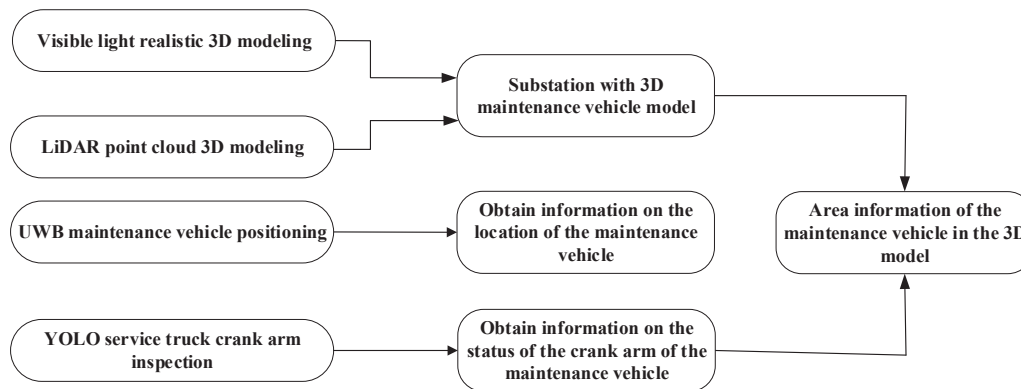 Visible light realistic 3D modeling
LiDAR point cloud 3D modeling
Substation with 3D
maintenance vehicle model
UWB maintenance vehicle positioning
Obtain information on the
location of the maintenance
vehicle
Area information of the
maintenance vehicle in the 3D
model
YOLO service truck crank arm
inspection
Obtain information on the
status of the crank arm of the
maintenance vehicle